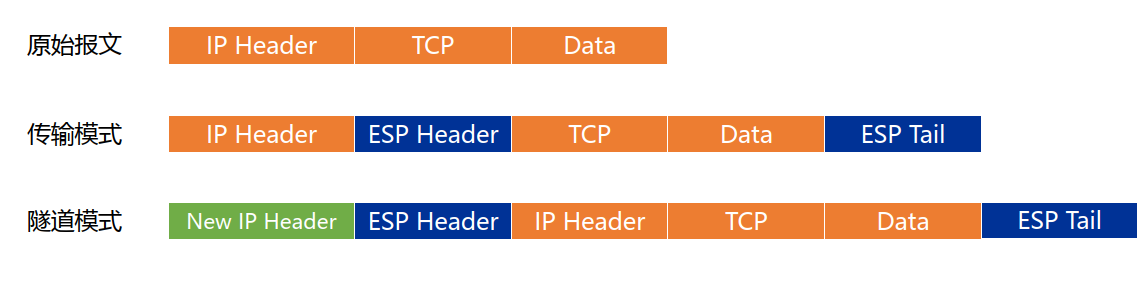 原始报文 IP Header TCP Data
传输模式 IP Header ESP Header TCP Data ESP Tail
隧道模式 New IP Header ESP Header IP Header TCP Data ESP Tail